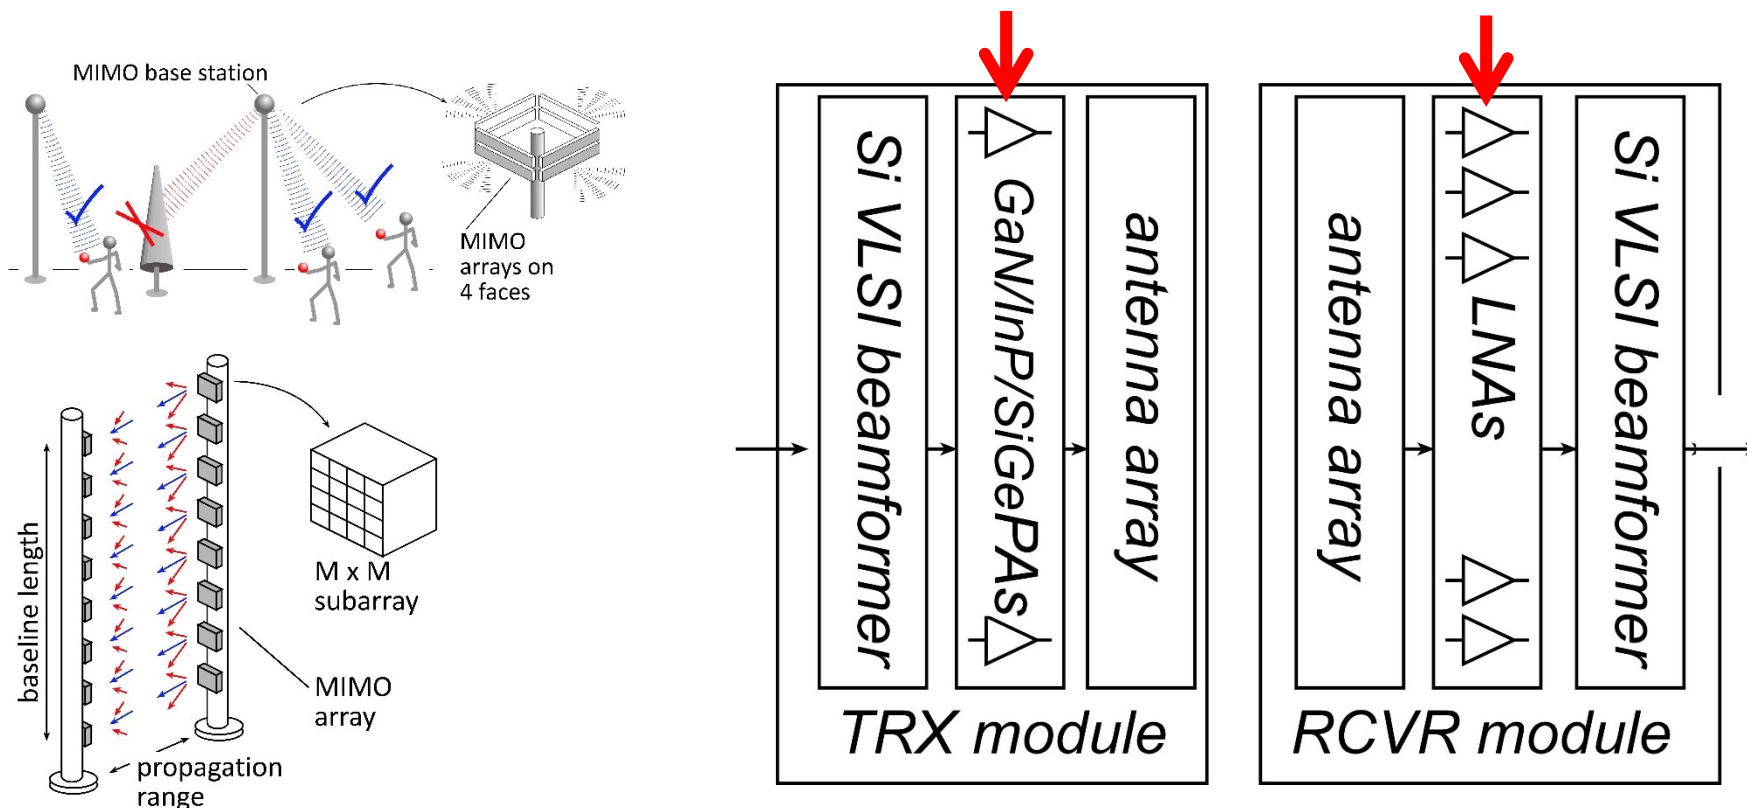 MIMO base station
MIMO
arrays on
4 faces
baseline length
M x M
subarray
MIMO
array
propagation
range
Si VLSI beamformer
GaN/InP/SiGePAs
antenna array
TRX module
antenna array
LNAs
Si VLSI beamformer
RCVR module